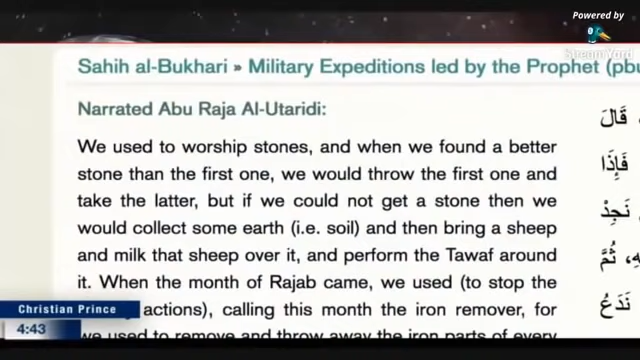 Powered by
StreamYard
Sahih al-Bukhari » Military Expeditions led by the Prophet (pbu
Narrated Abu Raja Al-Utaridi:
We used to worship stones, and when we found a better
stone than the first one, we would throw the first one and
take the latter, but if we could not get a stone then we
would collect some earth (i.e. soil) and then bring a sheep
and milk that sheep over it, and perform the Tawaf around
it. When the month of Rajab came, we used (to stop the
actions), calling this month the iron remover, for
we used to remove and throw away the iron parts of every
قَالَ
فَإِذَا
نَجِدْ
ثُمَّ
نَدَعُ
Christian Prince
4:43